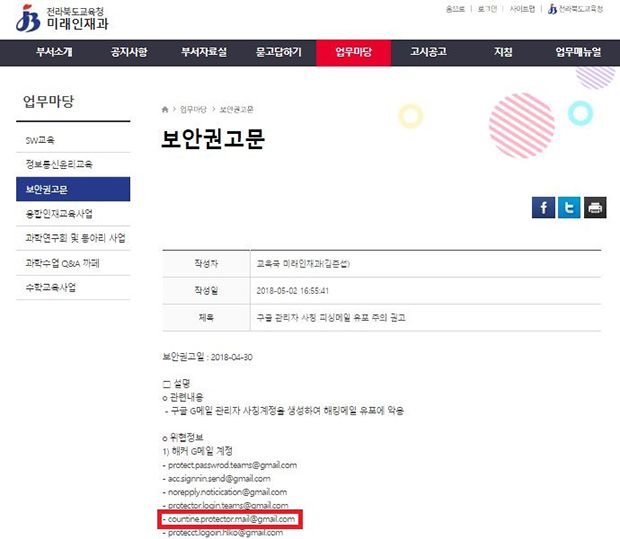 전라북도교육청
미래인재과
홈으로 | 로그인 | 사이트맵 | 전라북도교육청
부서소개 공지사항 부서자료실 묻고답하기 업무마당 고시공고 지침 업무메뉴얼
업무마당
SW교육
정보통신윤리교육
보안권고문
융합인재교육사업
과학연구회 및 동아리 사업
과학수업 Q&A 까페
수학교육사업
> 업무마당 > 보안권고문
보안권고문
작성자 교육국 미래인재과(김준섭)
작성일 2018-05-02 16:55:41
제목 구글 관리자 사칭 피싱메일 유포 주의 권고
보안권고일 : 2018-04-30
□ 설명
o 관련내용
- 구글 G메일 관리자 사칭계정을 생성하여 해킹메일 유포에 악용
o 위협정보
1) 해커 G메일 계정
- protect.passwrod.teams@gmail.com
- acc.signnin.send@gmail.com
- norepply.noticication@gmail.com
- protector.login.teams@gmail.com
- countine.protector.mail@gmail.com
- protecct.logoin.hlko@gmail.com